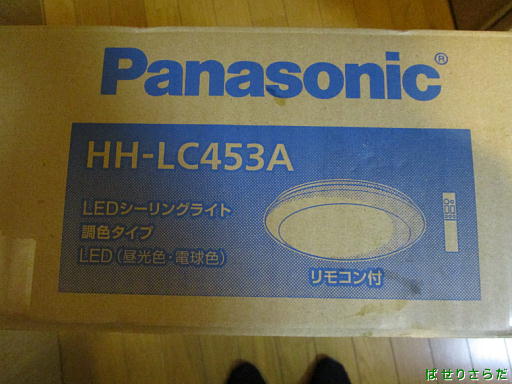 Panasonic®
HH-LC453A
LEDシーリングライト
調色タイプ
LED（昼光色・電球色）
リモコン付
ぱせりさらだ